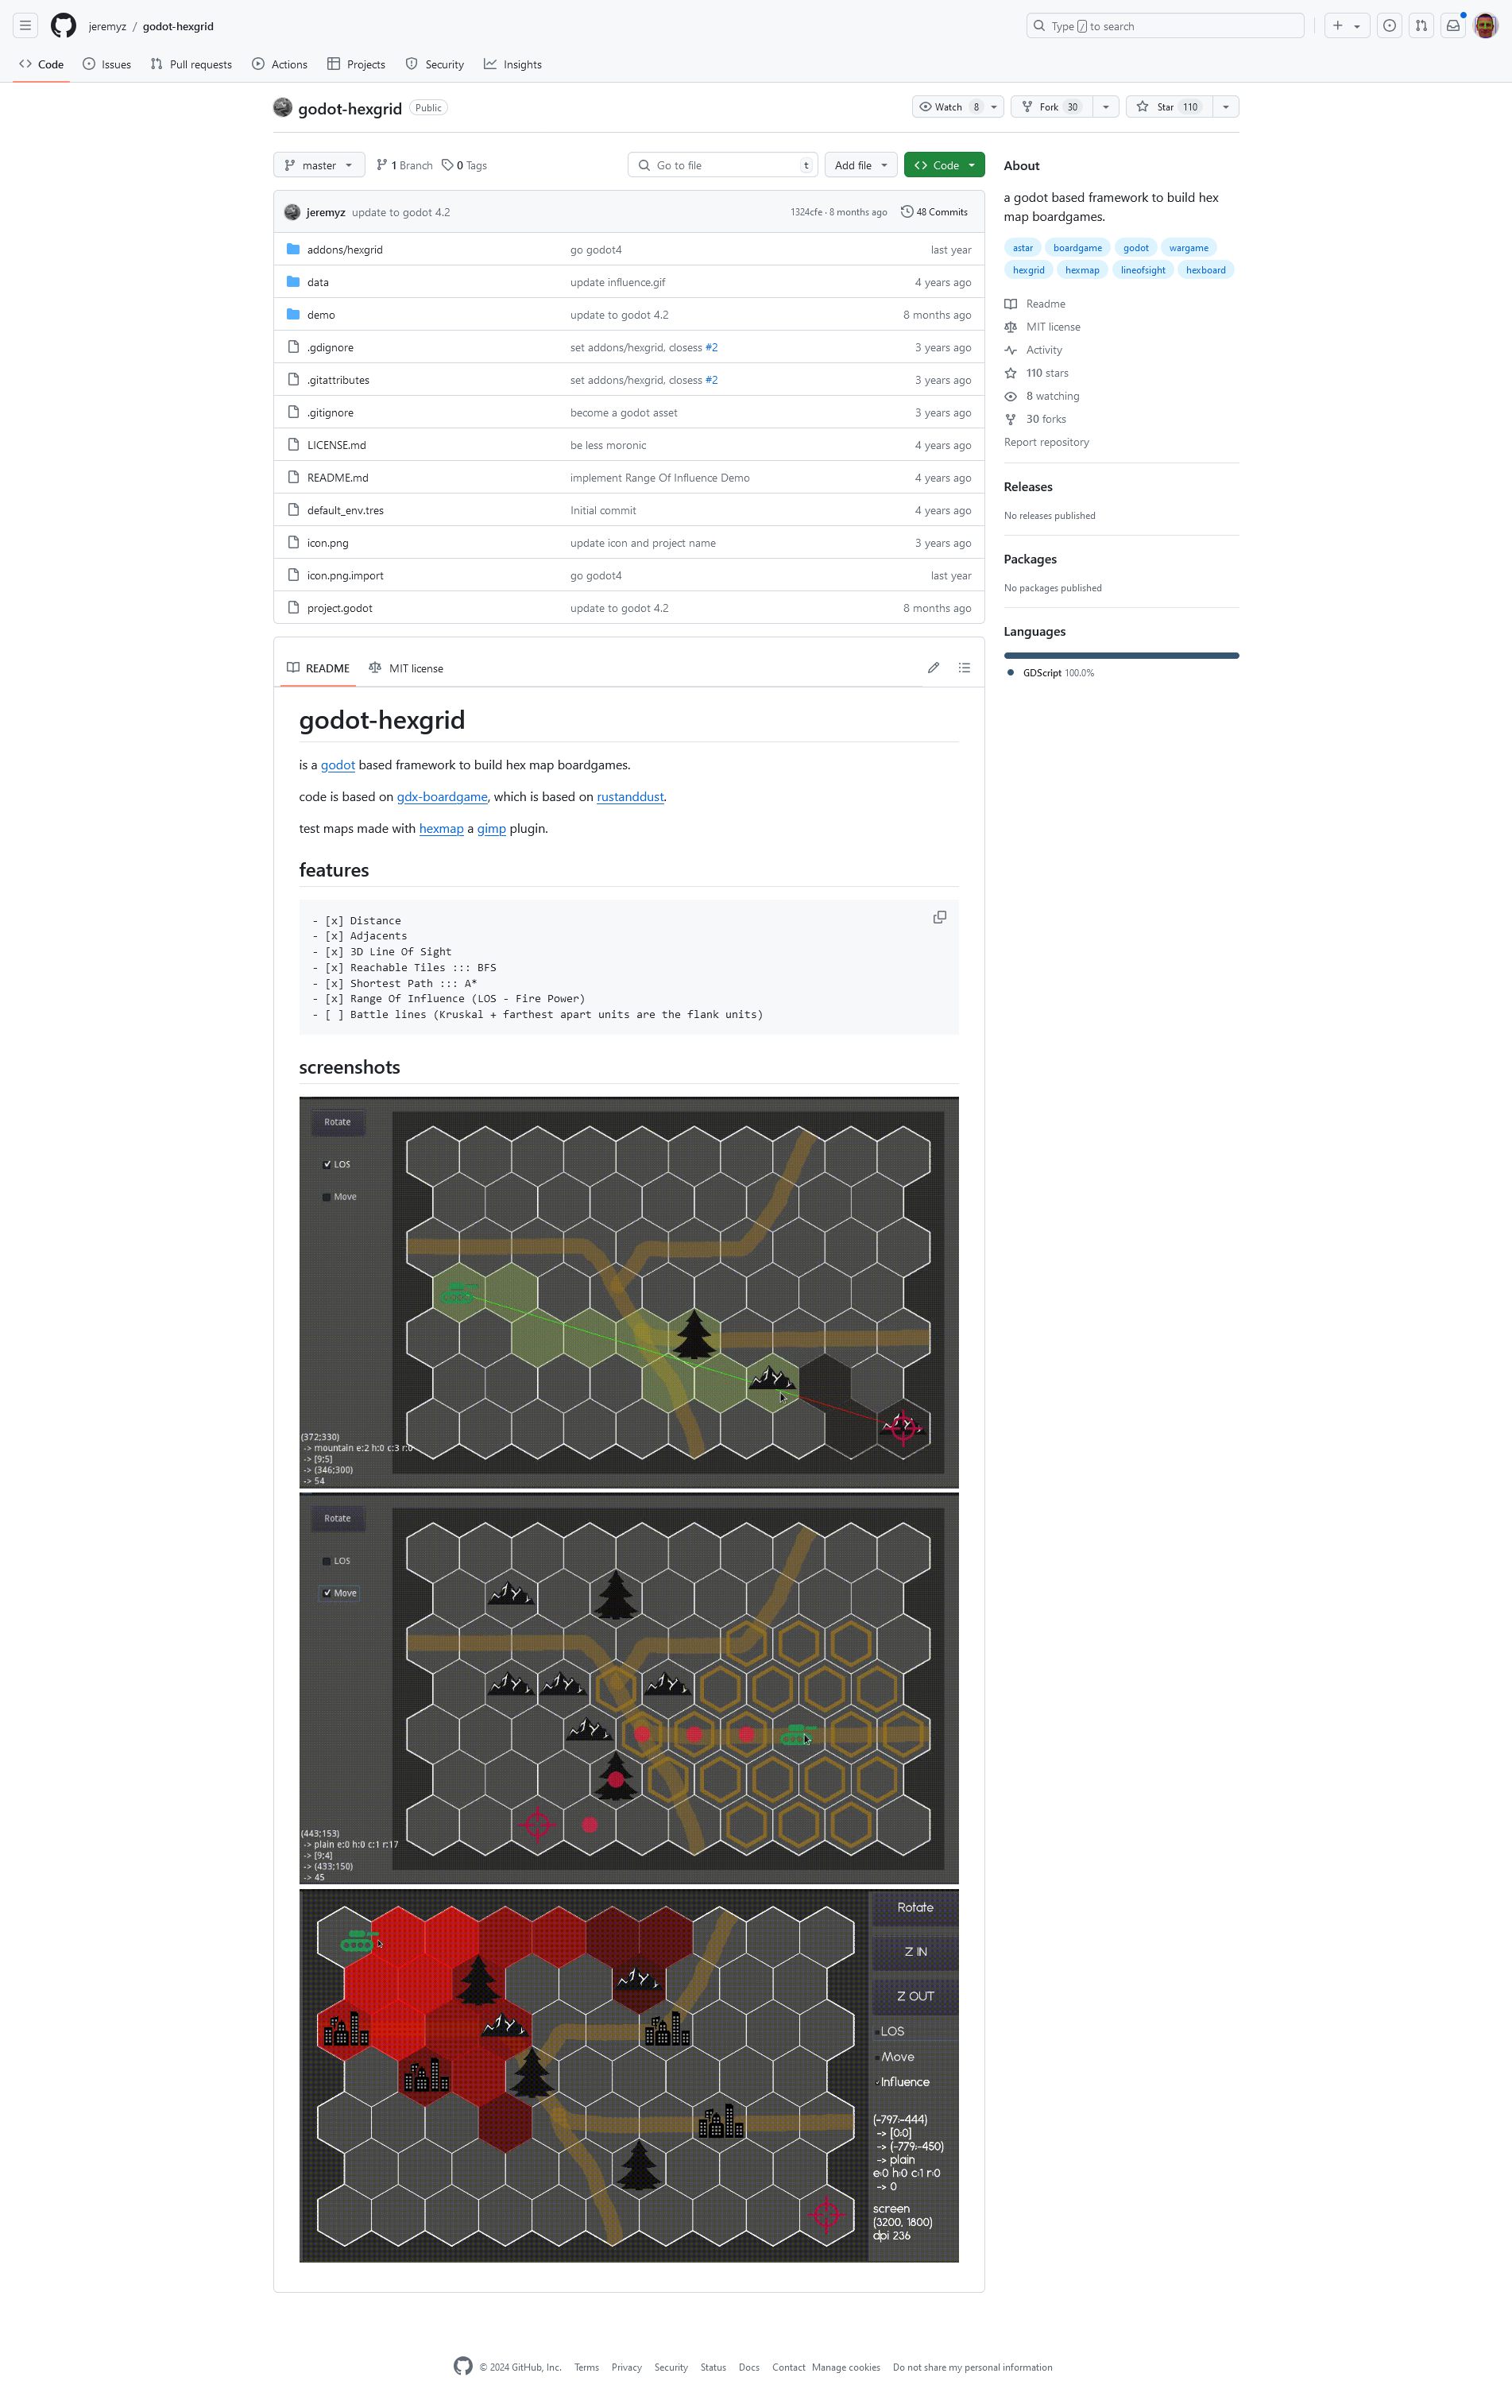 jeremyz / godot-hexgrid
Type / to search
Code Issues Pull requests Actions Projects Security Insights
godot-hexgrid Public
Watch 8 Fork 30 Star 110
master 1 Branch 0 Tags Go to file t Add file Code
jeremyz update to godot 4.2 1324cfe · 8 months ago 48 Commits
addons/hexgrid go godot4 last year
data update influence.gif 4 years ago
demo update to godot 4.2 8 months ago
.gdignore set addons/hexgrid, closess #2 3 years ago
.gitattributes set addons/hexgrid, closess #2 3 years ago
.gitignore become a godot asset 3 years ago
LICENSE.md be less moronic 4 years ago
README.md implement Range Of Influence Demo 4 years ago
default_env.tres Initial commit 4 years ago
icon.png update icon and project name 3 years ago
icon.png.import go godot4 last year
project.godot update to godot 4.2 8 months ago
About
a godot based framework to build hex
map boardgames.
astar boardgame godot wargame
hexgrid hexmap lineofsight hexboard
Readme
MIT license
Activity
110 stars
8 watching
30 forks
Report repository
Releases
No releases published
Packages
No packages published
Languages
GDScript 100.0%
README MIT license
godot-hexgrid
is a godot based framework to build hex map boardgames.
code is based on gdx-boardgame, which is based on rustanddust.
test maps made with hexmap a gimp plugin.
features
- [x] Distance
- [x] Adjacents
- [x] 3D Line Of Sight
- [x] Reachable Tiles ::: BFS
- [x] Shortest Path ::: A*
- [x] Range Of Influence (LOS - Fire Power)
- [ ] Battle lines (Kruskal + farthest apart units are the flank units)
screenshots
Rotate
LOS
Move
(372;330)
-> mountain e:2 h:0 c:3 r:0
-> [9;5]
-> (346;300)
-> 54
Rotate
LOS
Move
(443;153)
-> plain e:0 h:0 c:1 r:17
-> [9;4]
-> (433;150)
-> 45
Rotate
Z IN
Z OUT
LOS
Move
Influence
(-797;-444)
-> [0;0]
-> (-779;-450)
-> plain
e:0 h:0 c:1 r:0
-> 0
screen
(3200, 1800)
dpi 236
© 2024 GitHub, Inc. Terms Privacy Security Status Docs Contact Manage cookies Do not share my personal information